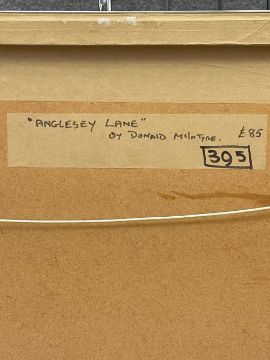 "ANGLESEY LANE"
BY DONALD McINTYRE. £85
395